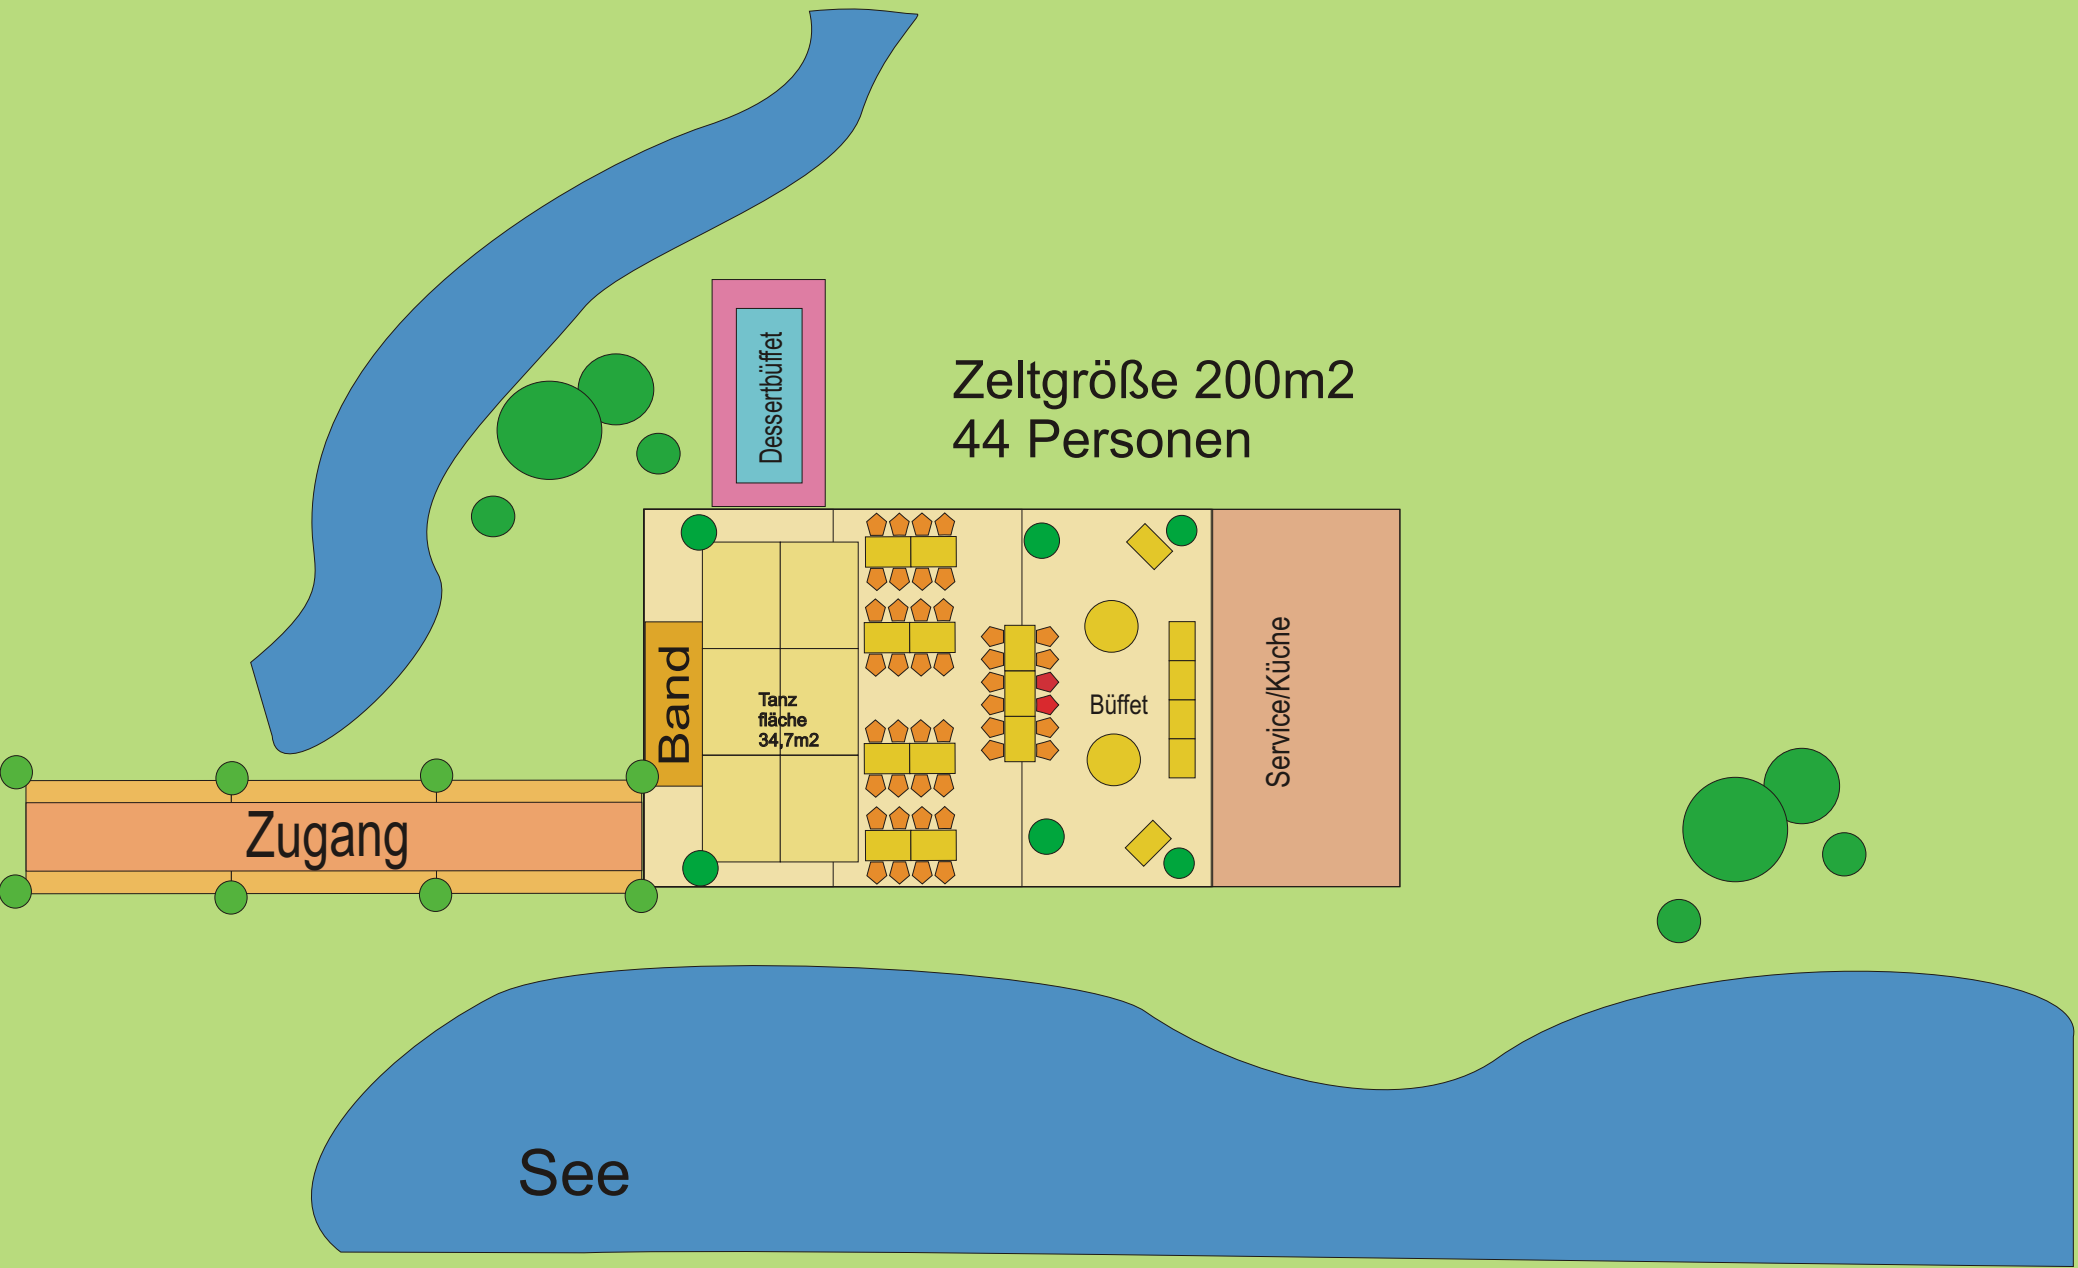 Dessertbüffet
Zeltgröße 200m2
44 Personen
Band
Tanz
fläche
34,7m2
Büffet
Service/Küche
Zugang
See